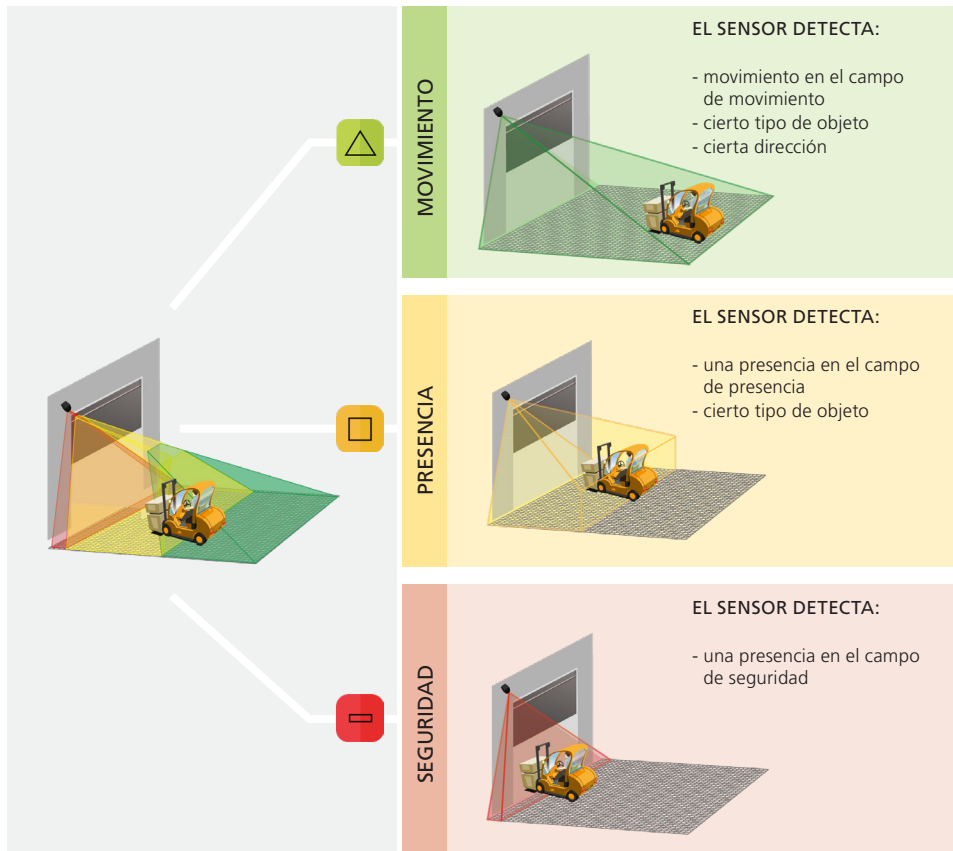 MOVIMIENTO
EL SENSOR DETECTA:
- movimiento en el campo
de movimiento
- cierto tipo de objeto
- cierta dirección
PRESENCIA
EL SENSOR DETECTA:
- una presencia en el campo
de presencia
- cierto tipo de objeto
SEGURIDAD
EL SENSOR DETECTA:
- una presencia en el campo
de seguridad